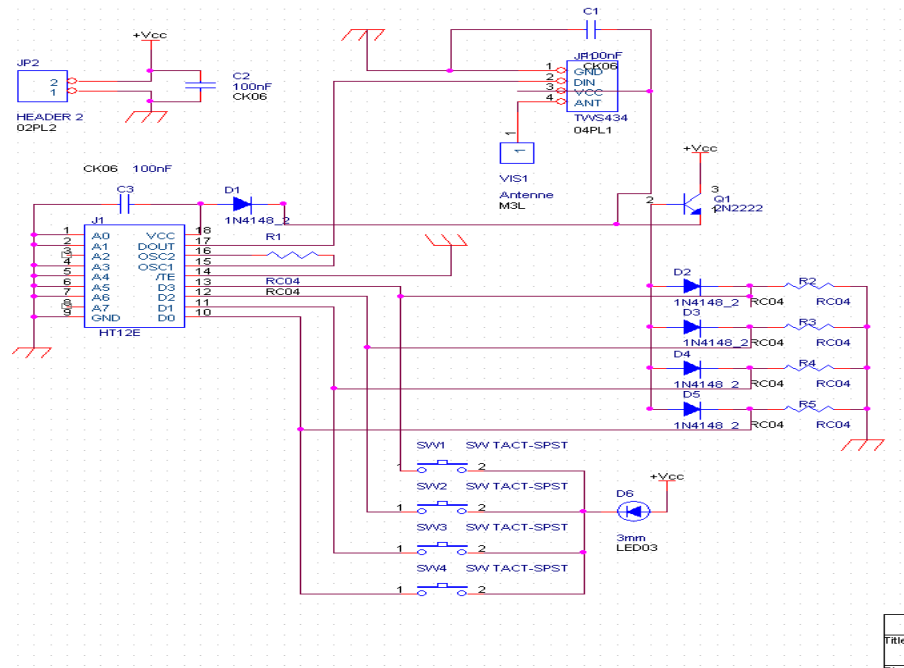 +Vcc
JP2
2
1
HEADER 2
02PL2
C2
100nF
CK06
C1
100nF
CK06
1 GND
2 DIN
3 VCC
4 ANT
TWS434
04PL1
1
1
VIS1
Antenne
M3L
+Vcc
3
2
Q1
2N2222
CK06 100nF
C3
D1
1N4148_2
J1
R1
1 A0 VCC 18
2 A1 DOUT 17
3 A2 OSC2 16
4 A3 OSC1 15
5 A4 /TE 14
6 A5 D3 13
7 A6 D2 12
8 A7 D1 11
9 GND D0 10
HT12E
RC04
RC04
D2 R2
1N4148_2 RC04 RC04
D3 R3
1N4148_2 RC04 RC04
D4 R4
1N4148_2 RC04 RC04
D5 R5
1N4148_2 RC04 RC04
SW1 SW TACT-SPST
1 2
SW2 SW TACT-SPST
1 2
SW3 SW TACT-SPST
1 2
SW4 SW TACT-SPST
1 2
+Vcc
D6
3mm
LED03
Title